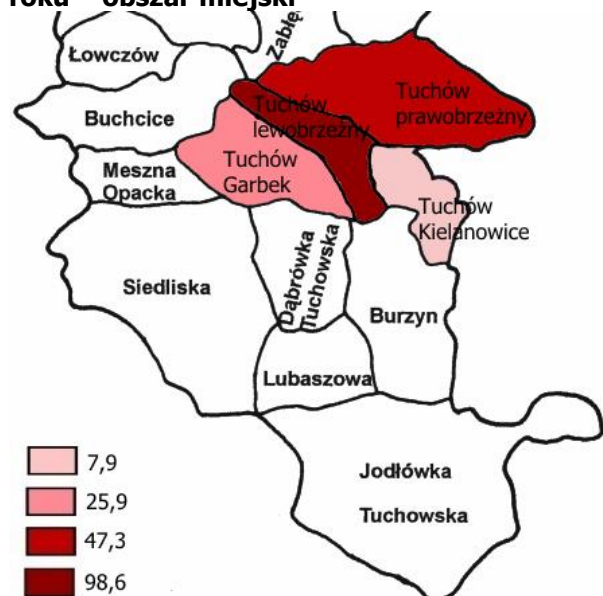 roku – obszar miejski
Łowczów
Zabłę
Buchcice
Tuchów
lewobrzeżny
Tuchów
prawobrzeżny
Meszna
Opacka
Tuchów
Garbek
Tuchów
Kielanowice
Siedliska
Dąbrówka
Tuchowska
Burzyn
Lubaszowa
Jodłówka
Tuchowska
7,9
25,9
47,3
98,6